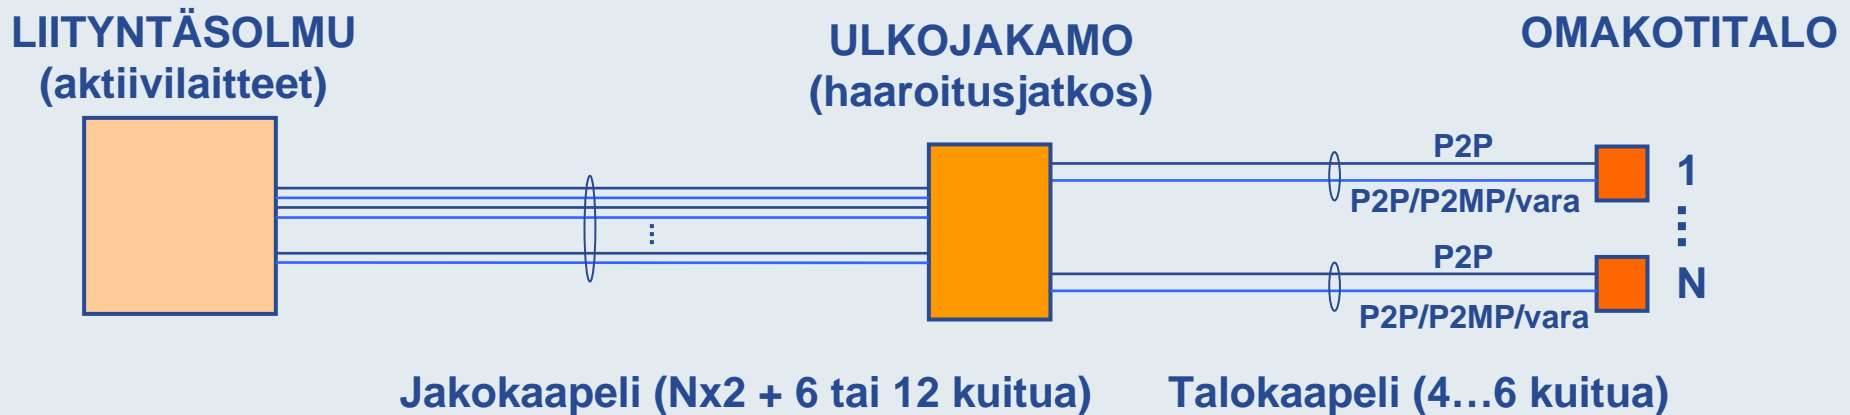 LIITYNTÄSOLMU
(aktiivilaitteet)
ULKOJAKAMO
(haaroitusjatkos)
OMAKOTITALO
P2P
P2P/P2MP/vara
1
P2P
P2P/P2MP/vara
N
Jakokaapeli (Nx2 + 6 tai 12 kuitua)
Talokaapeli (4…6 kuitua)